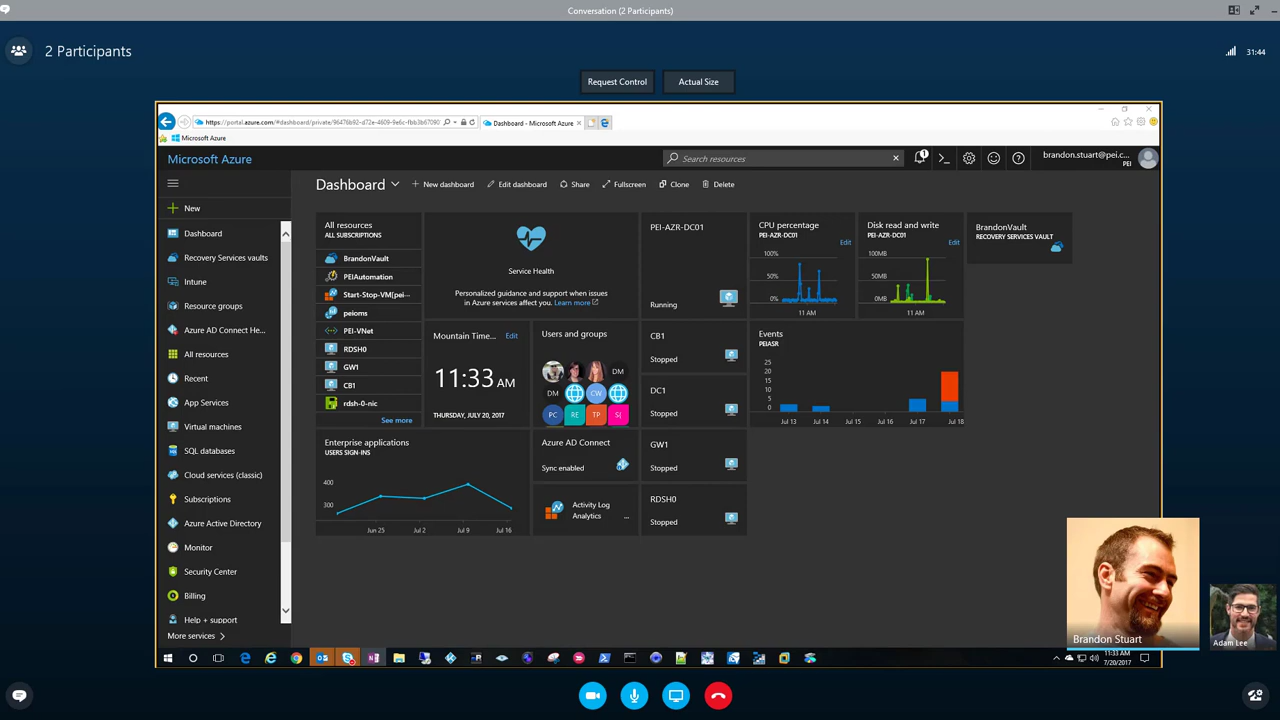 Conversation (2 Participants)
2 Participants
31:44
Request Control
Actual Size
Dashboard - Microsoft Azure
Microsoft Azure
Microsoft Azure
Search resources
1
brandon.stuart@pei.c...
PEI
Dashboard
New dashboard
Edit dashboard
Share
Fullscreen
Clone
Delete
New
Dashboard
Recovery Services vaults
Intune
Resource groups
Azure AD Connect He...
All resources
Recent
App Services
Virtual machines
SQL databases
Cloud services (classic)
Subscriptions
Azure Active Directory
Monitor
Security Center
Billing
Help + support
More services
All resources
ALL SUBSCRIPTIONS
BrandonVault
PEIAutomation
Start-Stop-VM[pei-...
peioms
PEI-VNet
RDSH0
GW1
CB1
rdsh-0-nic
See more
Service Health
Personalized guidance and support when issues
in Azure services affect you. Learn more
Mountain Time... Edit
11:33 AM
THURSDAY, JULY 20, 2017
Users and groups
DM
DM
CW
PC
RE
TP
S(
Enterprise applications
USERS SIGN-INS
400
300
Jun 25
Jul 2
Jul 9
Jul 16
Azure AD Connect
Sync enabled
Activity Log
Analytics
...
PEI-AZR-DC01
Running
CB1
Stopped
DC1
Stopped
GW1
Stopped
RDSH0
Stopped
CPU percentage
PEI-AZR-DC01
Edit
100%
50%
0%
11 AM
Disk read and write
PEI-AZR-DC01
Edit
100MB
50MB
0MB
11 AM
BrandonVault
RECOVERY SERVICES VAULT
Events
PEIASR
25
20
15
10
5
0
Jul 13
Jul 14
Jul 15
Jul 16
Jul 17
Jul 18
Brandon Stuart
Adam Lee
11:33 AM
7/20/2017